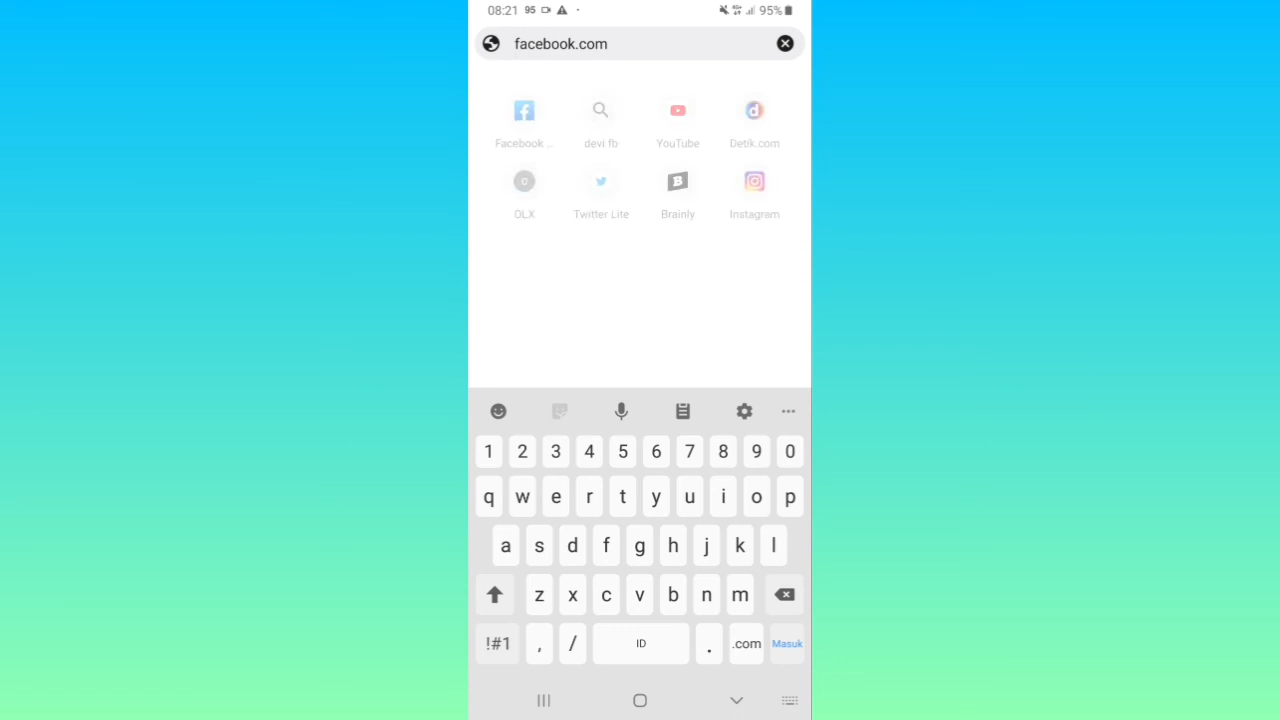 08:21 95 95%
facebook.com
Facebook .. devi fb YouTube Detik.com
OLX Twitter Lite Brainly Instagram
1 2 3 4 5 6 7 8 9 0
q w e r t y u i o p
a s d f g h j k l
z x c v b n m
!#1 , / ID . .com Masuk